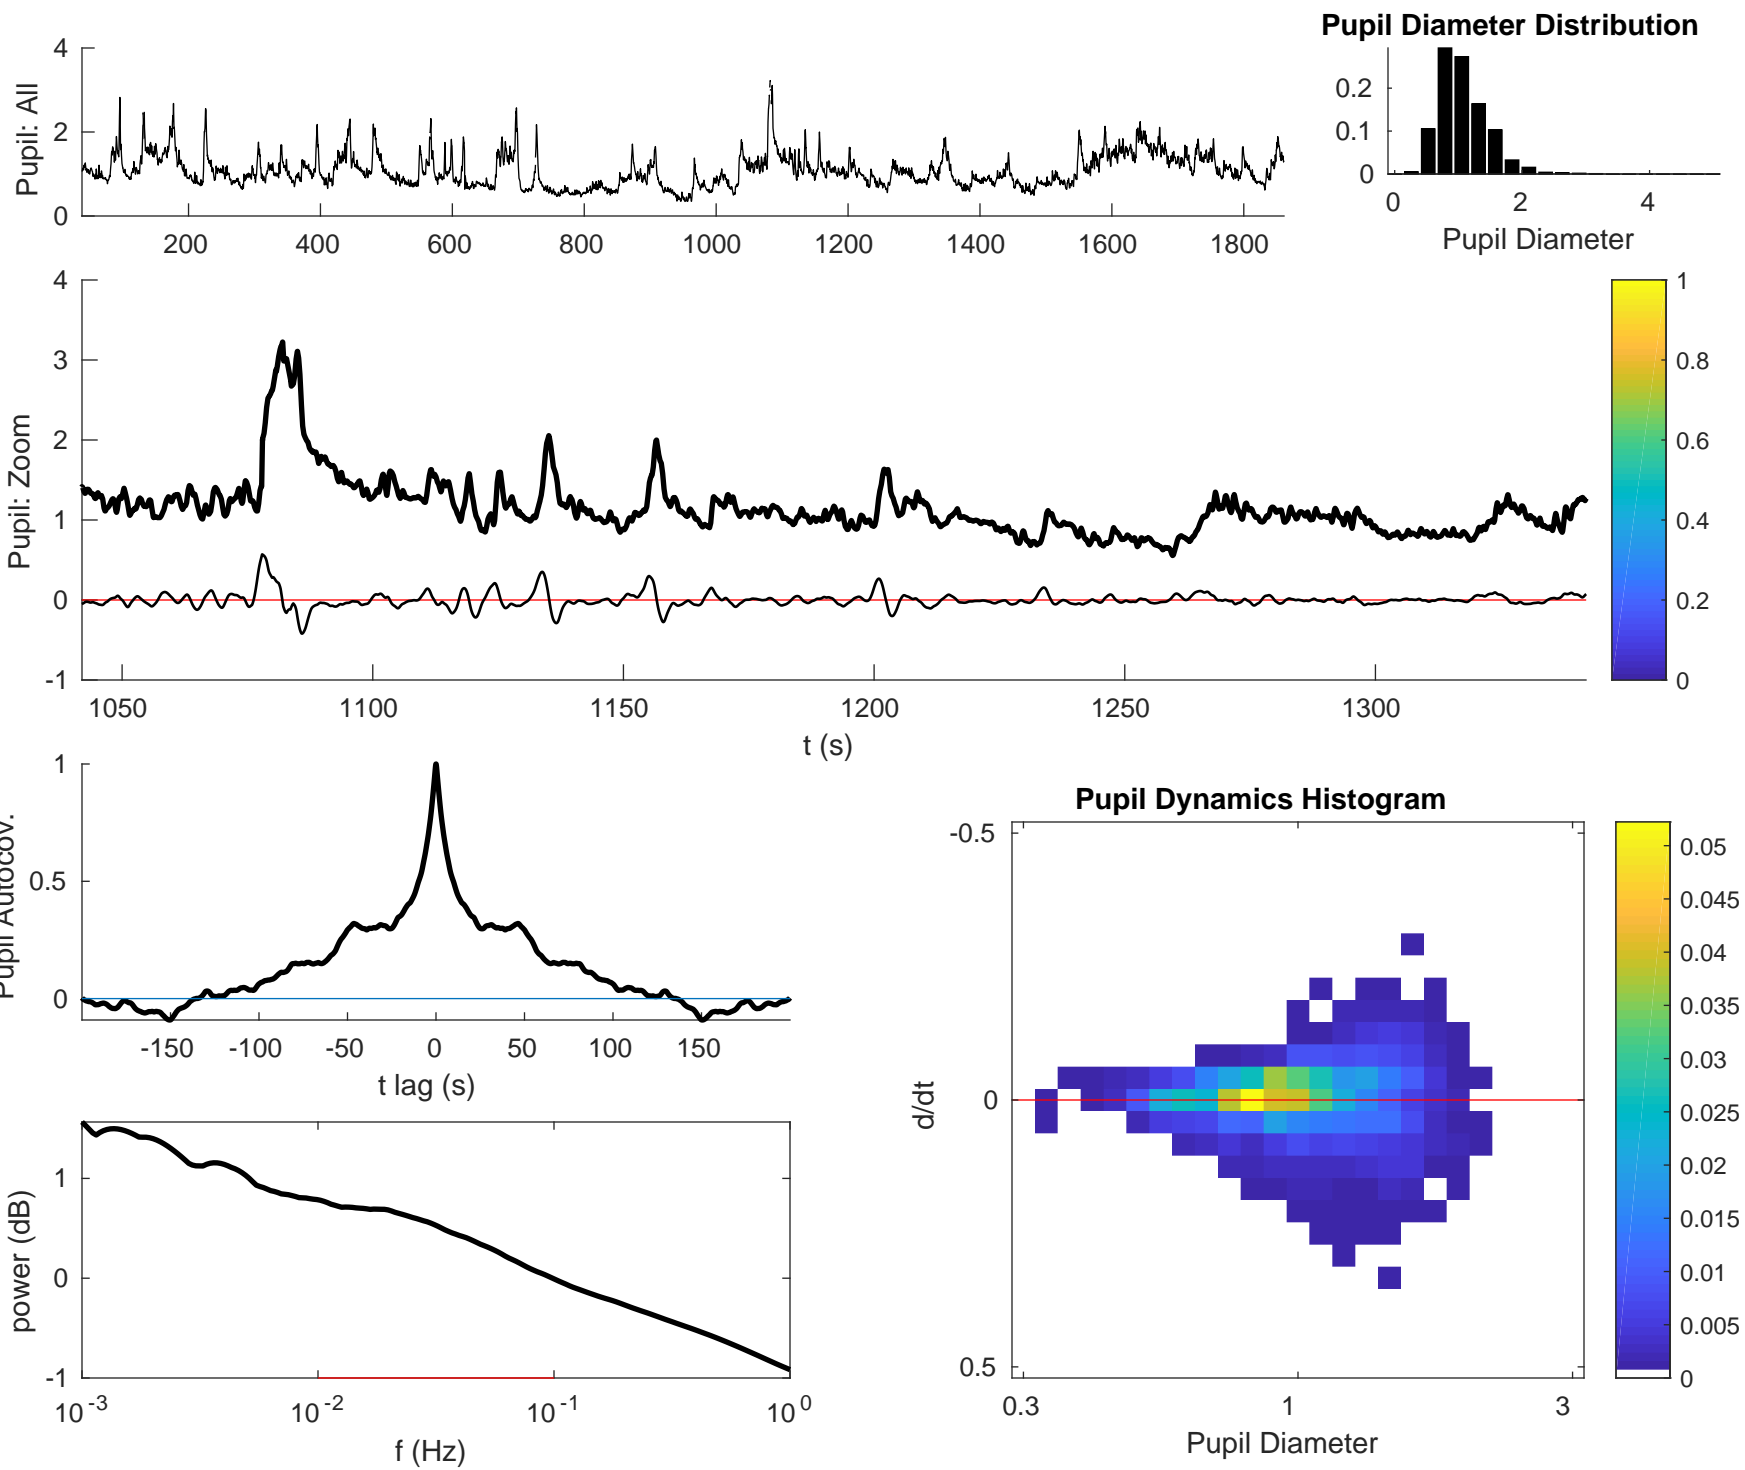 Pupil Diameter Distribution
4
2
0
Pupil: All
200 400 600 800 1000 1200 1400 1600 1800
0.2
0.1
0
0 2 4
Pupil Diameter
4
3
2
1
0
-1
Pupil: Zoom
1050 1100 1150 1200 1250 1300
t (s)
1
0.8
0.6
0.4
0.2
0
1
0.5
0
Pupil Autocov.
-150 -100 -50 0 50 100 150
t lag (s)
1
0
-1
power (dB)
10-3 10-2 10-1 100
f (Hz)
Pupil Dynamics Histogram
-0.5
0
0.5
d/dt
0.3 1 3
Pupil Diameter
0.05
0.045
0.04
0.035
0.03
0.025
0.02
0.015
0.01
0.005
0